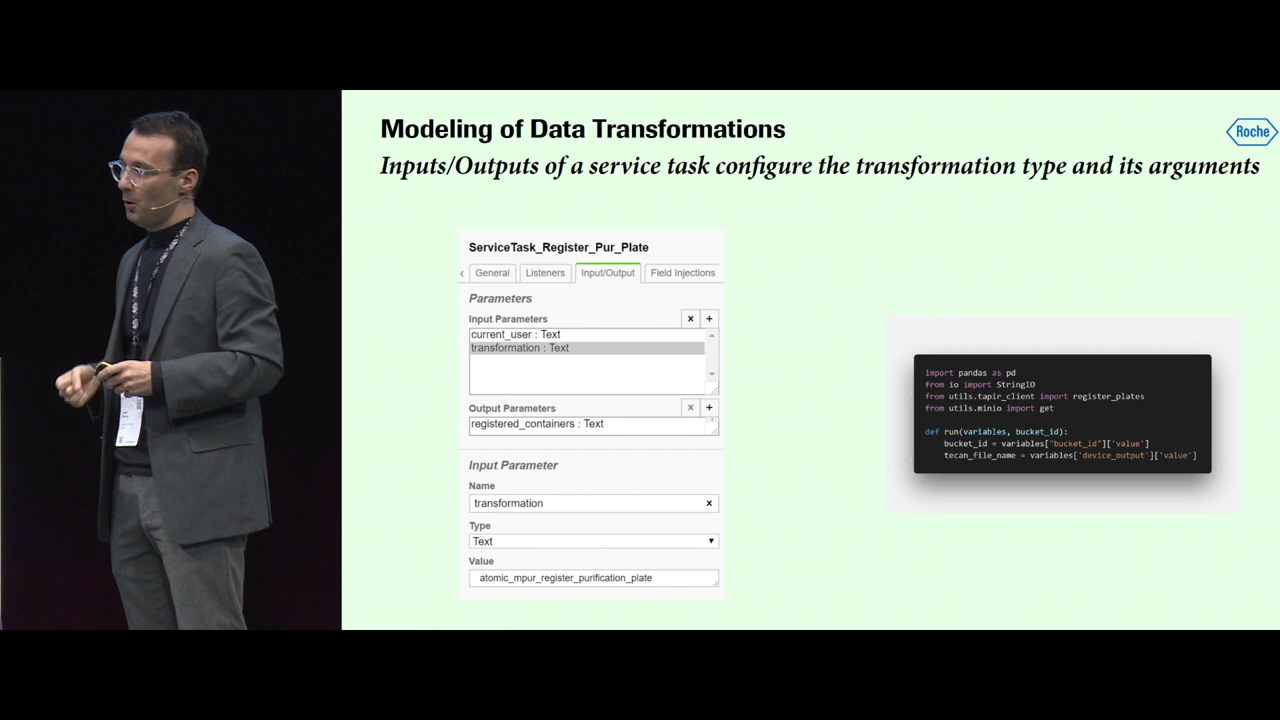 Modeling of Data Transformations
Inputs/Outputs of a service task configure the transformation type and its arguments
Roche
ServiceTask_Register_Pur_Plate
‹ General Listeners Input/Output Field Injections
Parameters
Input Parameters x +
current_user : Text
transformation : Text
Output Parameters x +
registered_containers : Text
Input Parameter
Name
transformation x
Type
Text
Value
atomic_mpur_register_purification_plate
import pandas as pd
from io import StringIO
from utils.tapir_client import register_plates
from utils.minio import get
def run(variables, bucket_id):
bucket_id = variables["bucket_id"]['value']
tecan_file_name = variables['device_output']['value']